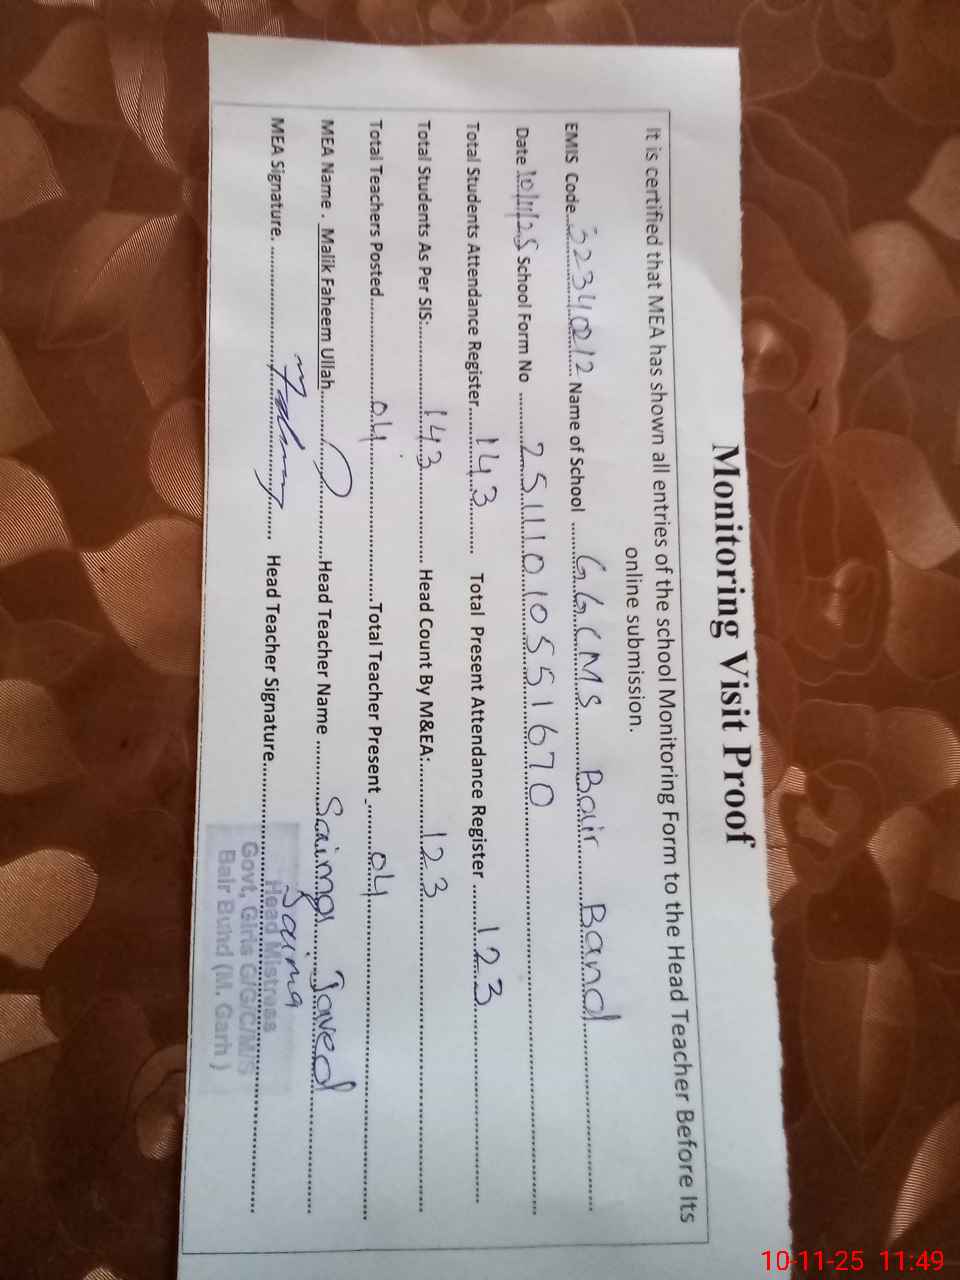 Monitoring Visit Proof
It is certified that MEA has shown all entries of the school Monitoring Form to the Head Teacher Before Its
online submission.
EMIS Code...32340212... Name of School ...GGCMS Bair Band...
Date 10/11/25 School Form No ...25111010551670...
Total Students Attendance Register...143... Total Present Attendance Register ...123...
Total Students As Per SIS:...143... Head Count By M&EA:...123...
Total Teachers Posted...04... Total Teacher Present ...04...
MEA Name . Malik Faheem Ullah...... Head Teacher Name ...Saima Javed...
MEA Signature. ...... Head Teacher Signature...Saima...
Head Mistress
Govt, Girls G/G/C/M/S
Bair Bund (M. Garh )
10-11-25 11:49